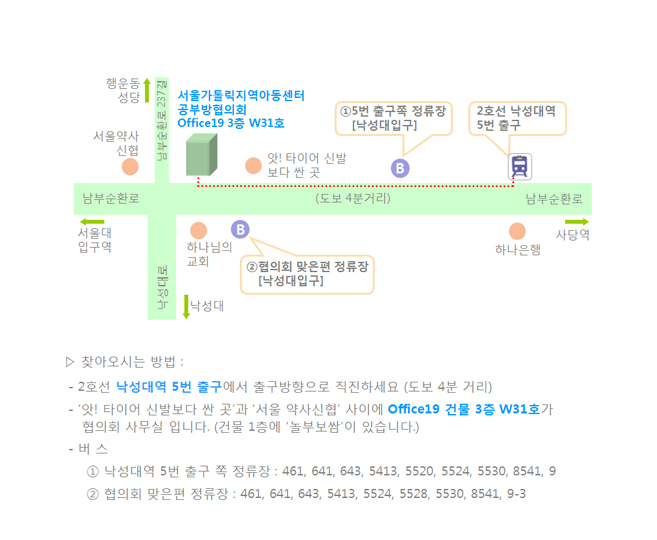 행운동
성당
남부순환로 237길
서울가톨릭지역아동센터
공부방협의회
Office19 3층 W31호
①5번 출구쪽 정류장
[낙성대입구]
2호선 낙성대역
5번 출구
서울약사
신협
앗! 타이어 신발
보다 싼 곳
B
남부순환로
(도보 4분거리)
남부순환로
서울대
입구역
하나님의
교회
B
하나은행
사당역
②협의회 맞은편 정류장
[낙성대입구]
낙성대로
낙성대
▷ 찾아오시는 방법 :
- 2호선 낙성대역 5번 출구에서 출구방향으로 직진하세요 (도보 4분 거리)
- '앗! 타이어 신발보다 싼 곳'과 '서울 약사신협' 사이에 Office19 건물 3층 W31호가
협의회 사무실 입니다. (건물 1층에 '놀부보쌈'이 있습니다.)
- 버 스
① 낙성대역 5번 출구 쪽 정류장 : 461, 641, 643, 5413, 5520, 5524, 5530, 8541, 9
② 협의회 맞은편 정류장 : 461, 641, 643, 5413, 5524, 5528, 5530, 8541, 9-3